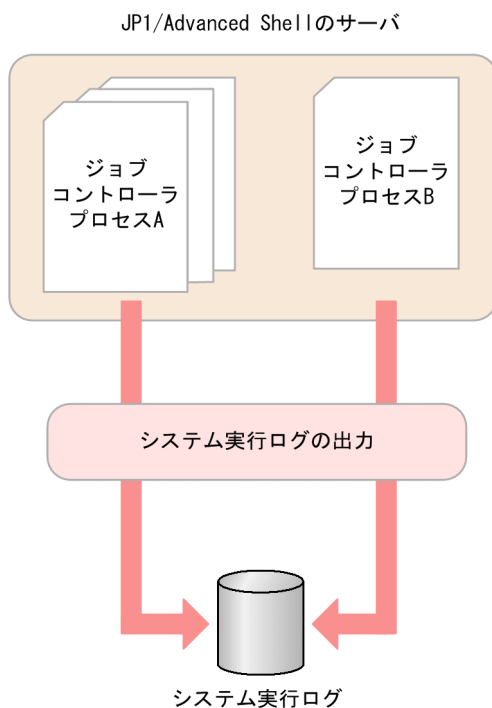 JP1/Advanced Shellのサーバ
ジョブ
コントローラ
プロセスA
ジョブ
コントローラ
プロセスB
システム実行ログの出力
システム実行ログ